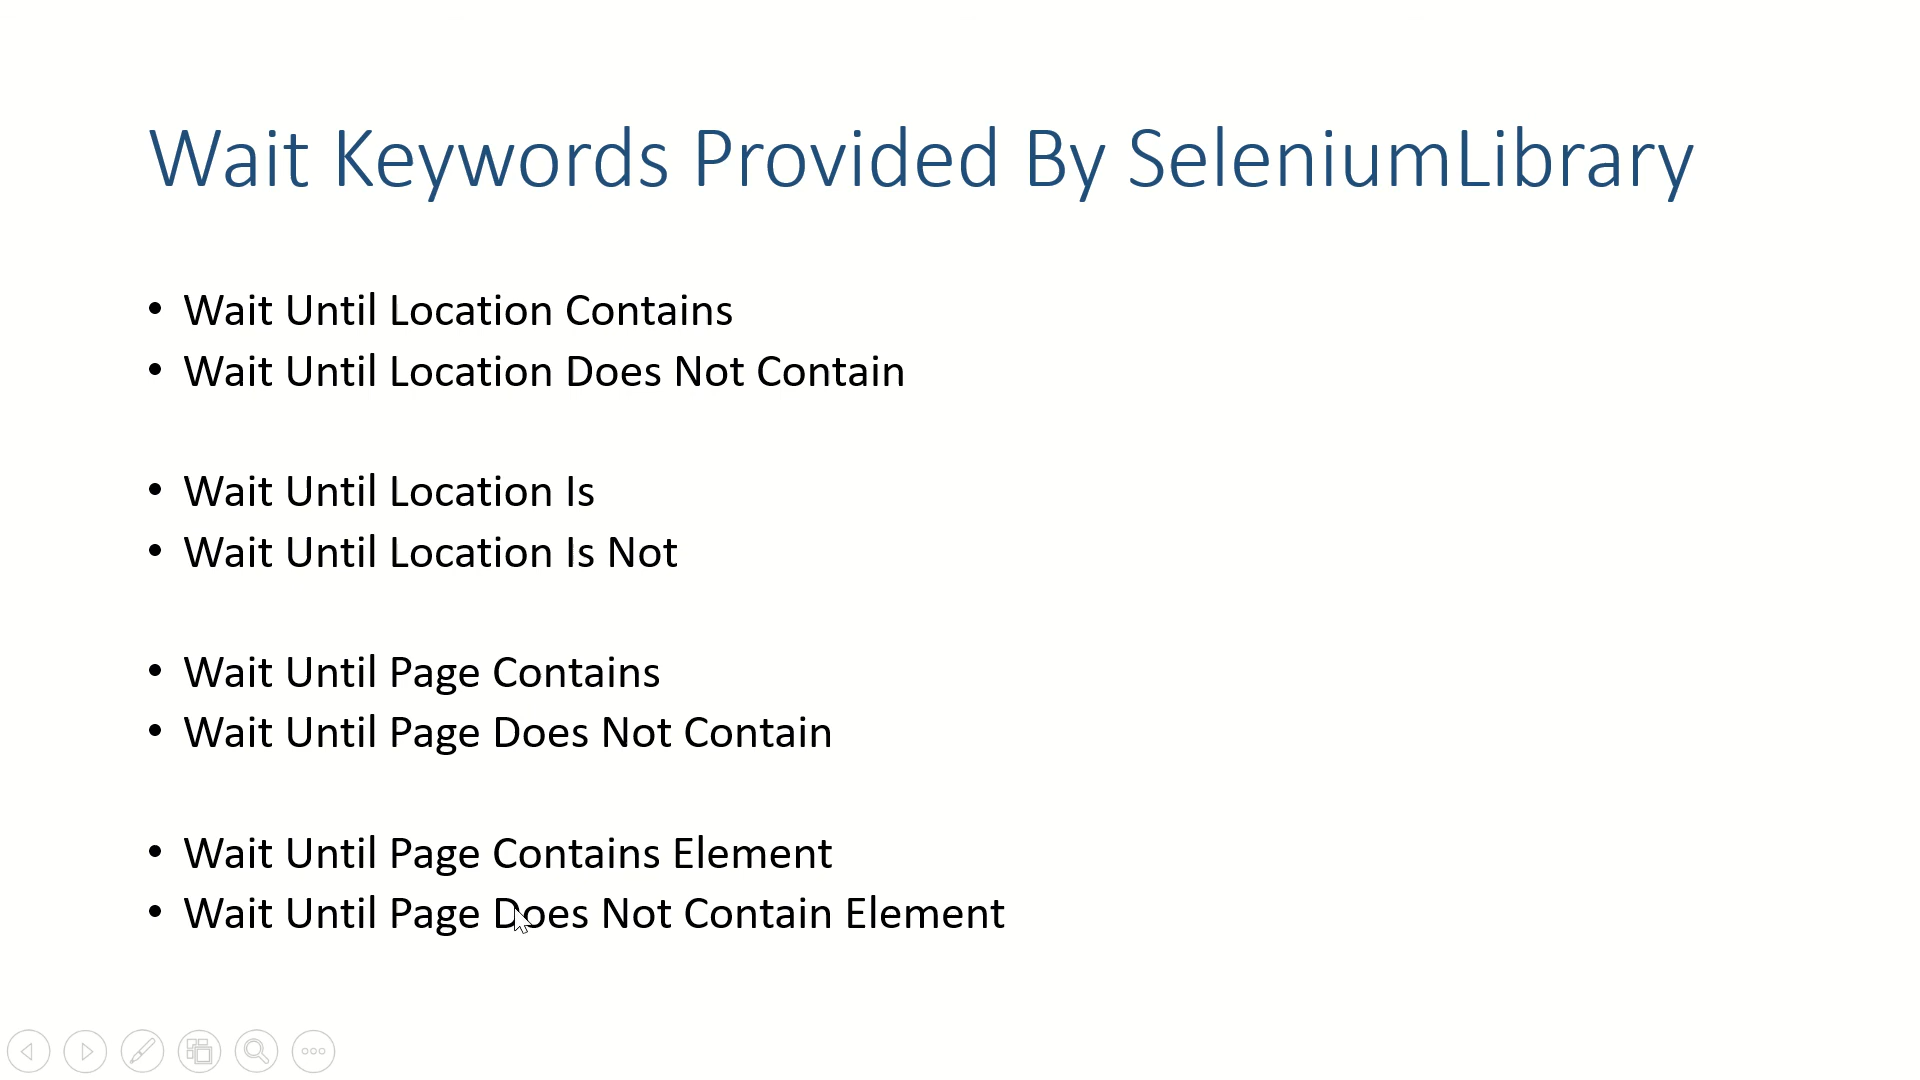 Wait Keywords Provided By SeleniumLibrary
• Wait Until Location Contains
• Wait Until Location Does Not Contain
• Wait Until Location Is
• Wait Until Location Is Not
• Wait Until Page Contains
• Wait Until Page Does Not Contain
• Wait Until Page Contains Element
• Wait Until Page Does Not Contain Element